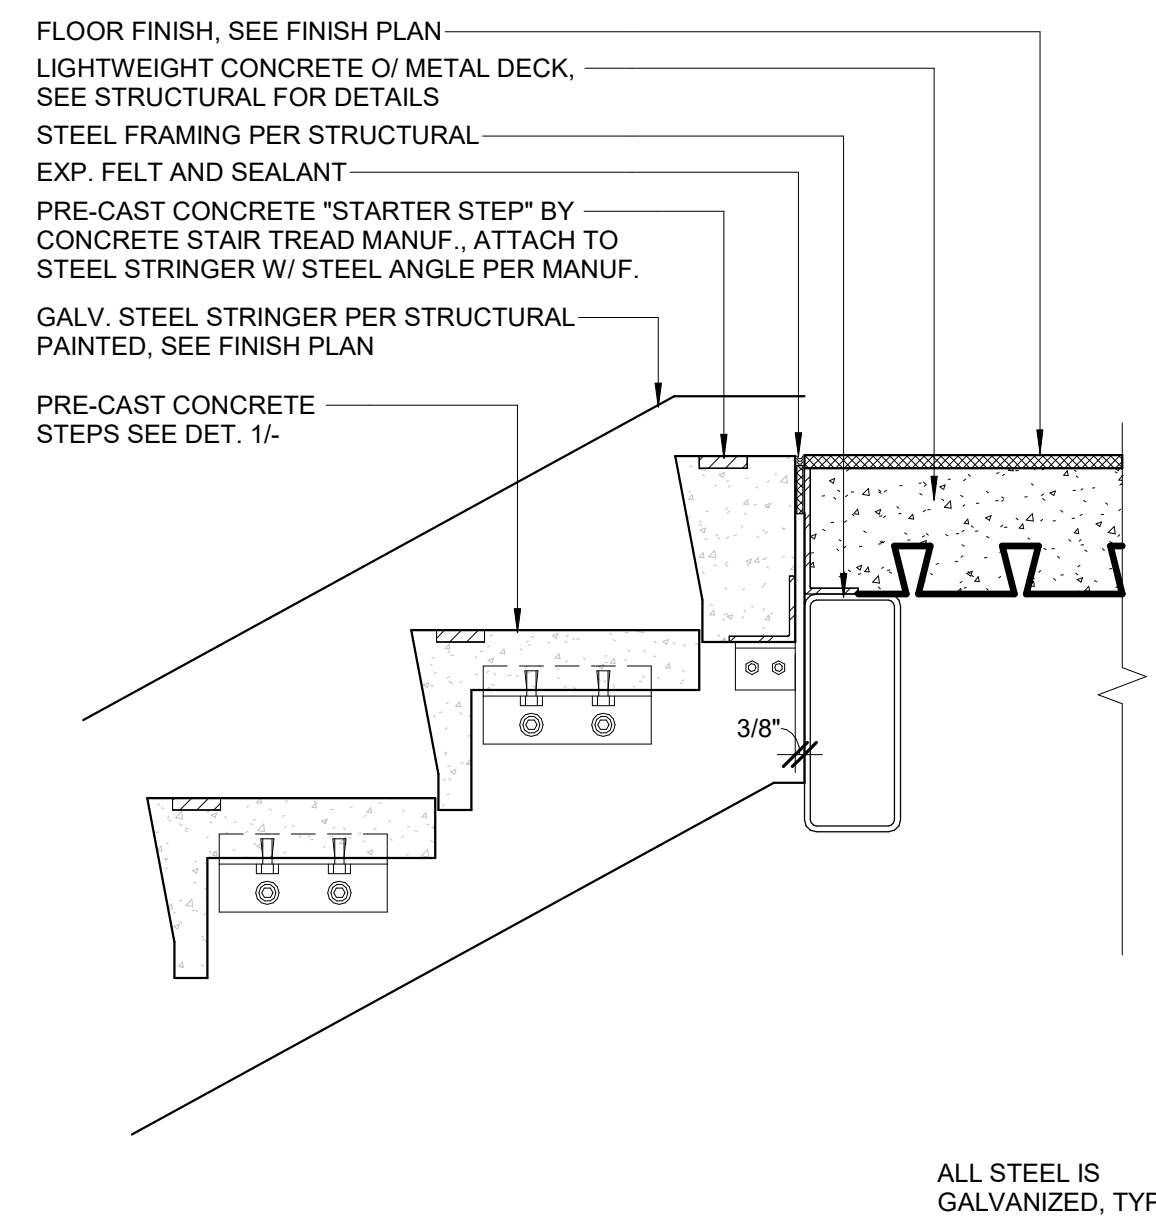 FLOOR FINISH, SEE FINISH PLAN
LIGHTWEIGHT CONCRETE O/ METAL DECK,
SEE STRUCTURAL FOR DETAILS
STEEL FRAMING PER STRUCTURAL
EXP. FELT AND SEALANT
PRE-CAST CONCRETE "STARTER STEP" BY
CONCRETE STAIR TREAD MANUF., ATTACH TO
STEEL STRINGER W/ STEEL ANGLE PER MANUF.
GALV. STEEL STRINGER PER STRUCTURAL
PAINTED, SEE FINISH PLAN
PRE-CAST CONCRETE
STEPS SEE DET. 1/-
3/8"
ALL STEEL IS
GALVANIZED, TYP